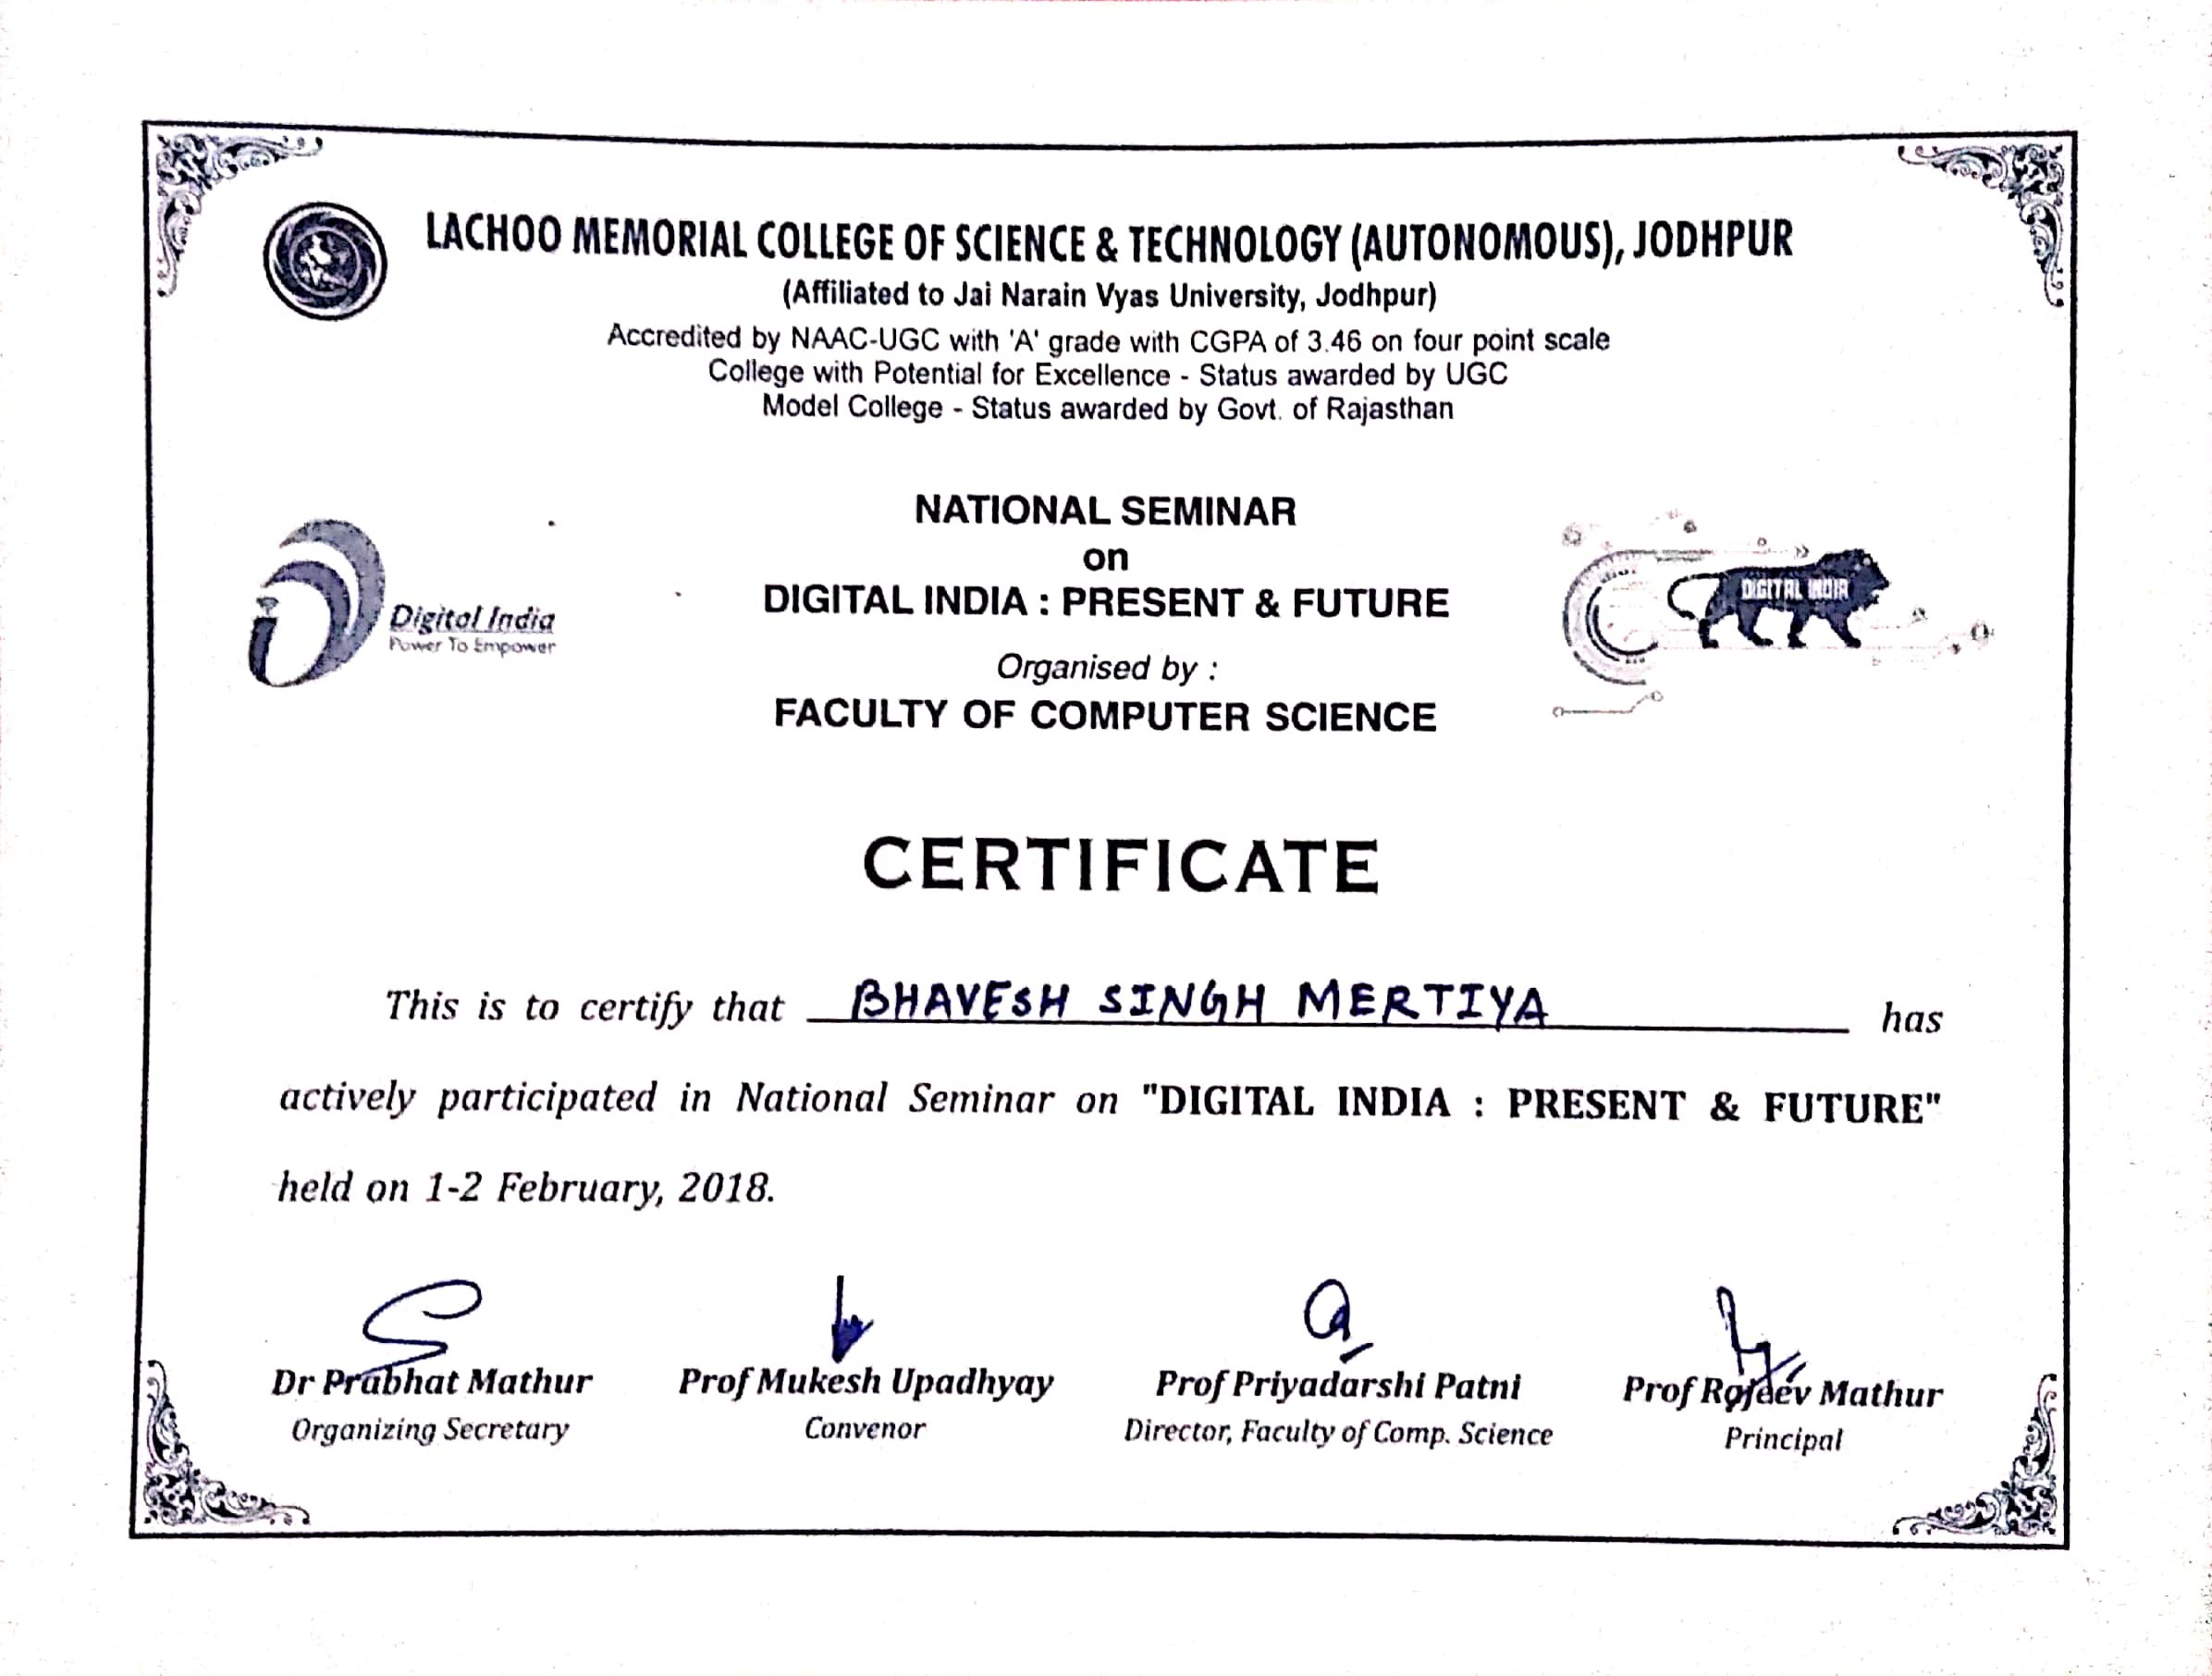 LACHOO MEMORIAL COLLEGE OF SCIENCE & TECHNOLOGY (AUTONOMOUS), JODHPUR
(Affiliated to Jai Narain Vyas University, Jodhpur)
Accredited by NAAC-UGC with 'A' grade with CGPA of 3.46 on four point scale
College with Potential for Excellence - Status awarded by UGC
Model College - Status awarded by Govt. of Rajasthan
NATIONAL SEMINAR
on
DIGITAL INDIA : PRESENT & FUTURE
Organised by :
FACULTY OF COMPUTER SCIENCE
Digital India
Power To Empower
DIGITAL INDIA
CERTIFICATE
This is to certify that BHAVESH SINGH MERTIYA has
actively participated in National Seminar on "DIGITAL INDIA : PRESENT & FUTURE"
held on 1-2 February, 2018.
Dr Prabhat Mathur Prof Mukesh Upadhyay Prof Priyadarshi Patni Prof Rajdev Mathur
Organizing Secretary Convenor Director, Faculty of Comp. Science Principal